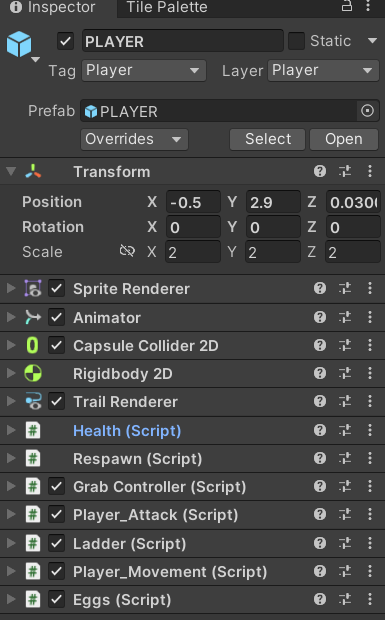 Inspector Tile Palette
PLAYER Static
Tag Player Layer Player
Prefab PLAYER
Overrides Select Open
Transform
Position X -0.5 Y 2.9 Z 0.030
Rotation X 0 Y 0 Z 0
Scale X 2 Y 2 Z 2
Sprite Renderer
Animator
Capsule Collider 2D
Rigidbody 2D
Trail Renderer
Health (Script)
Respawn (Script)
Grab Controller (Script)
Player_Attack (Script)
Ladder (Script)
Player_Movement (Script)
Eggs (Script)